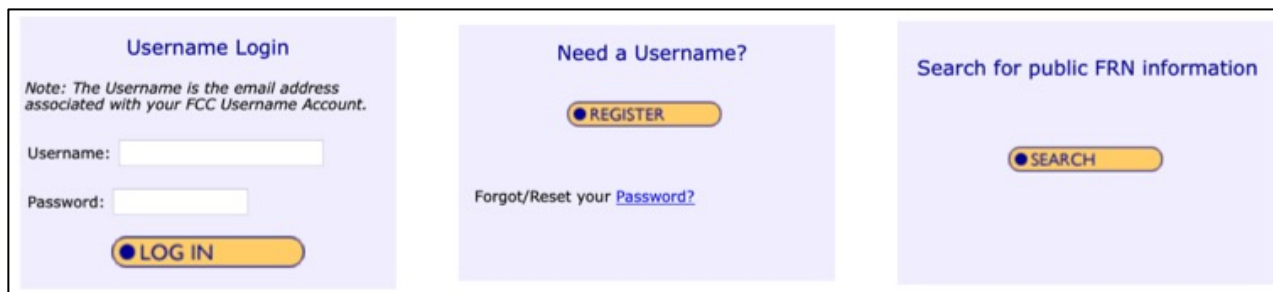 Username Login
Note: The Username is the email address
associated with your FCC Username Account.
Username:
Password:
LOG IN
Need a Username?
REGISTER
Forgot/Reset your Password?
Search for public FRN information
SEARCH